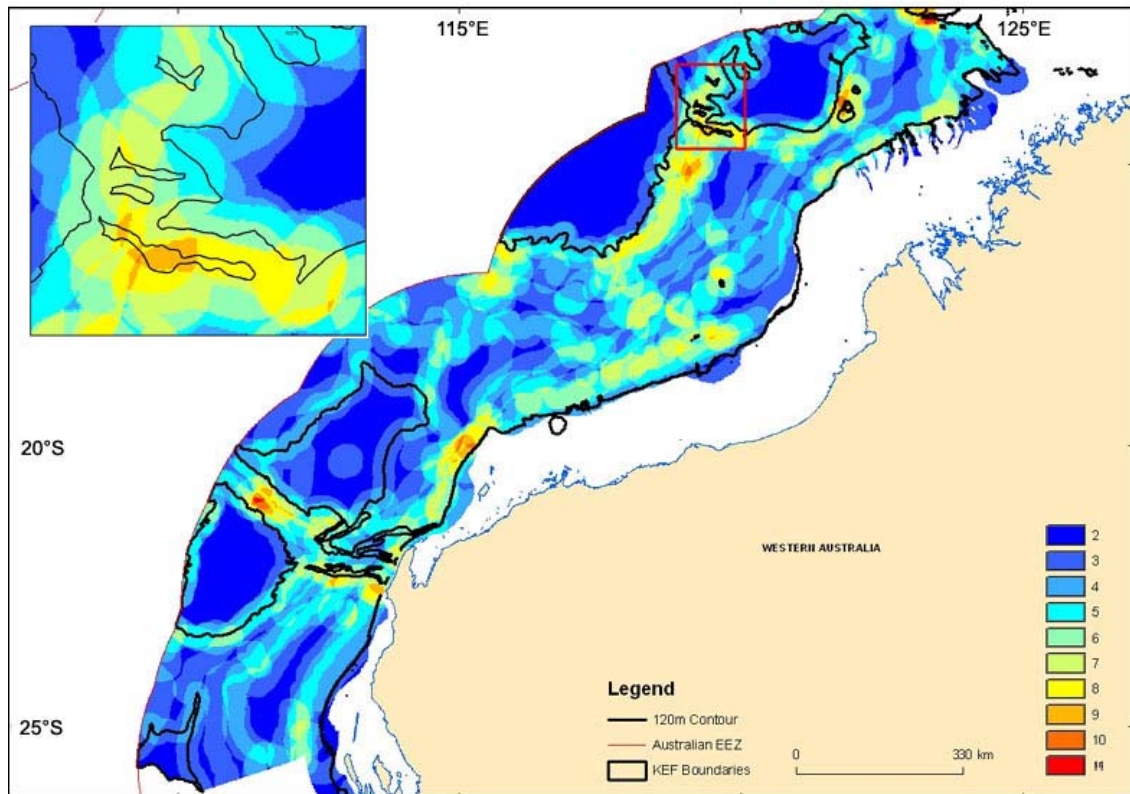 115°E
125°E
20°S
25°S
WESTERN AUSTRALIA
Legend
120m Contour
Australian EEZ
KEF Boundaries
0
330 km
2
3
4
5
6
7
8
9
10